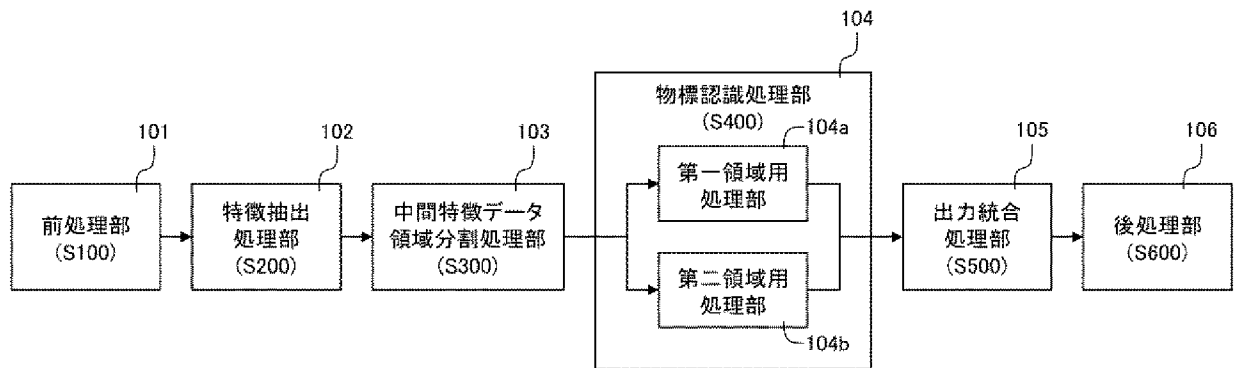 104
物標認識処理部
(S400)
101
102
103
104a
105
106
前処理部
(S100)
特徴抽出
処理部
(S200)
中間特徴データ
領域分割処理部
(S300)
第一領域用
処理部
第二領域用
処理部
104b
出力統合
処理部
(S500)
後処理部
(S600)